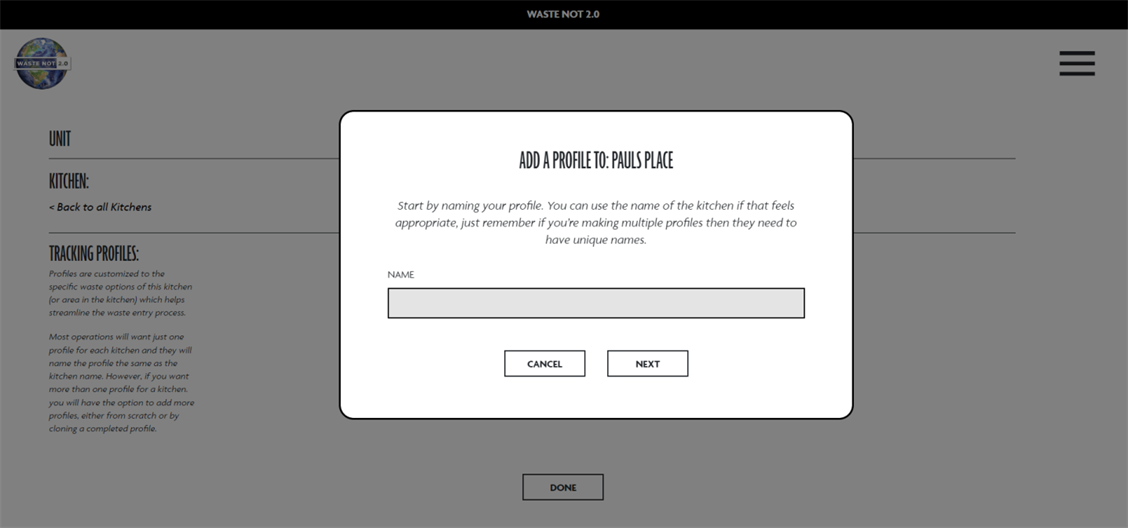 WASTE NOT 2.0
WASTE NOT 2.0
UNIT
KITCHEN:
< Back to all Kitchens
TRACKING PROFILES:
Profiles are customized to the
specific waste options of this kitchen
(or area in the kitchen) which helps
streamline the waste entry process.
Most operations will want just one
profile for each kitchen and they will
name the profile the same as the
kitchen name. However, if you want
more than one profile for a kitchen.
you will have the option to add more
profiles, either from scratch or by
cloning a completed profile.
ADD A PROFILE TO: PAULS PLACE
Start by naming your profile. You can use the name of the kitchen if that feels
appropriate, just remember if you're making multiple profiles then they need to
have unique names.
NAME
CANCEL NEXT
DONE